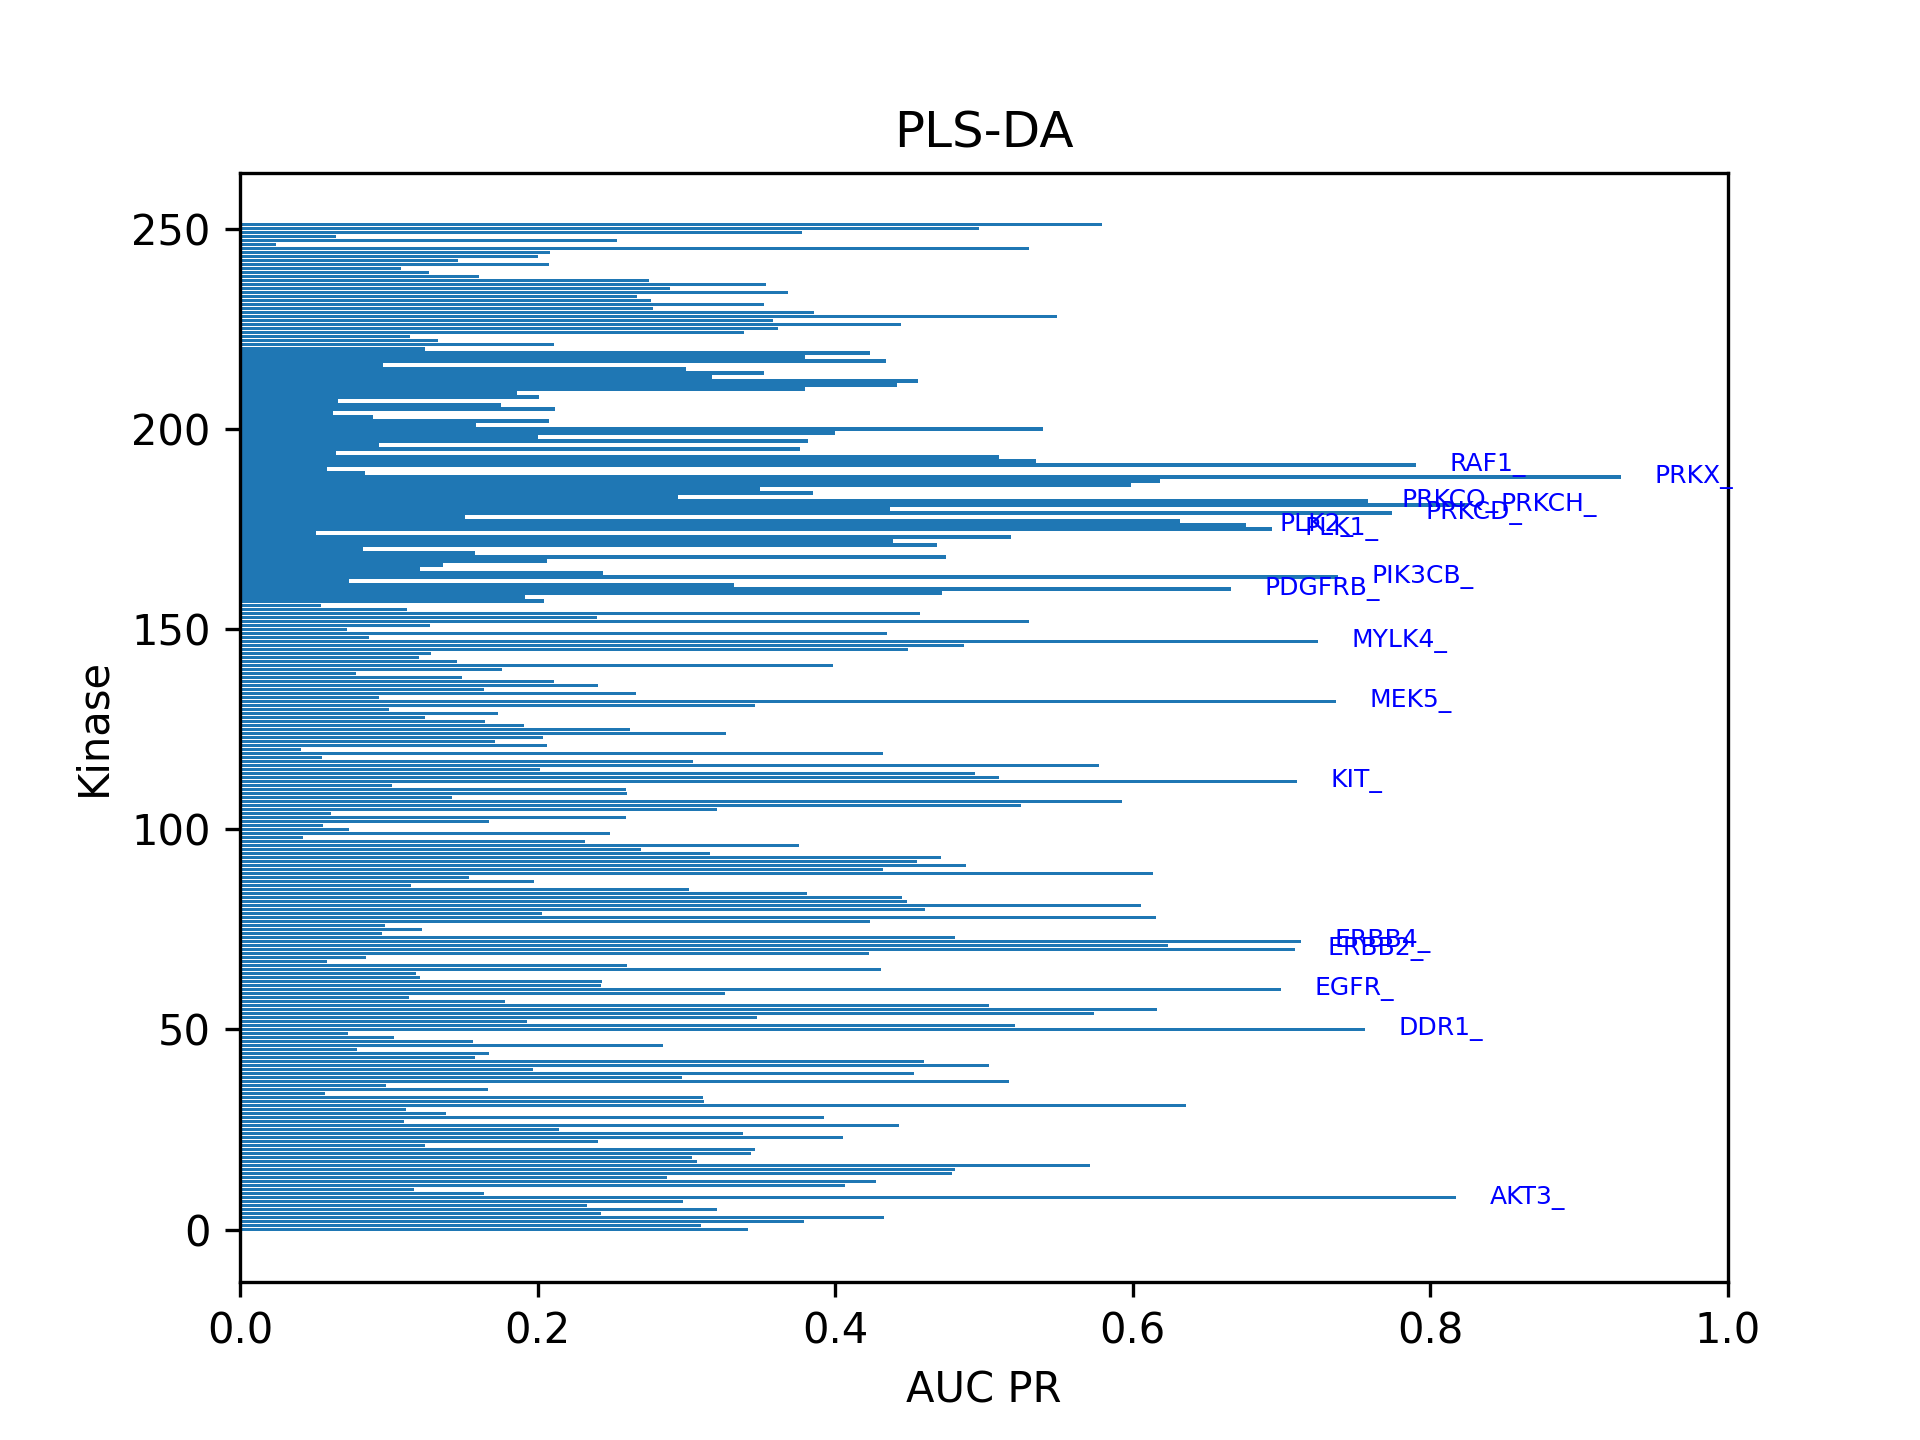 PLS-DA
250
200
150
100
50
0
Kinase
RAF1_
PRKX_
PRKCQ_
PRKCH_
PRKCD_
PLK2_
PLK1_
PIK3CB_
PDGFRB_
MYLK4_
MEK5_
KIT_
ERBB4_
ERBB2_
EGFR_
DDR1_
AKT3_
0.0 0.2 0.4 0.6 0.8 1.0
AUC PR